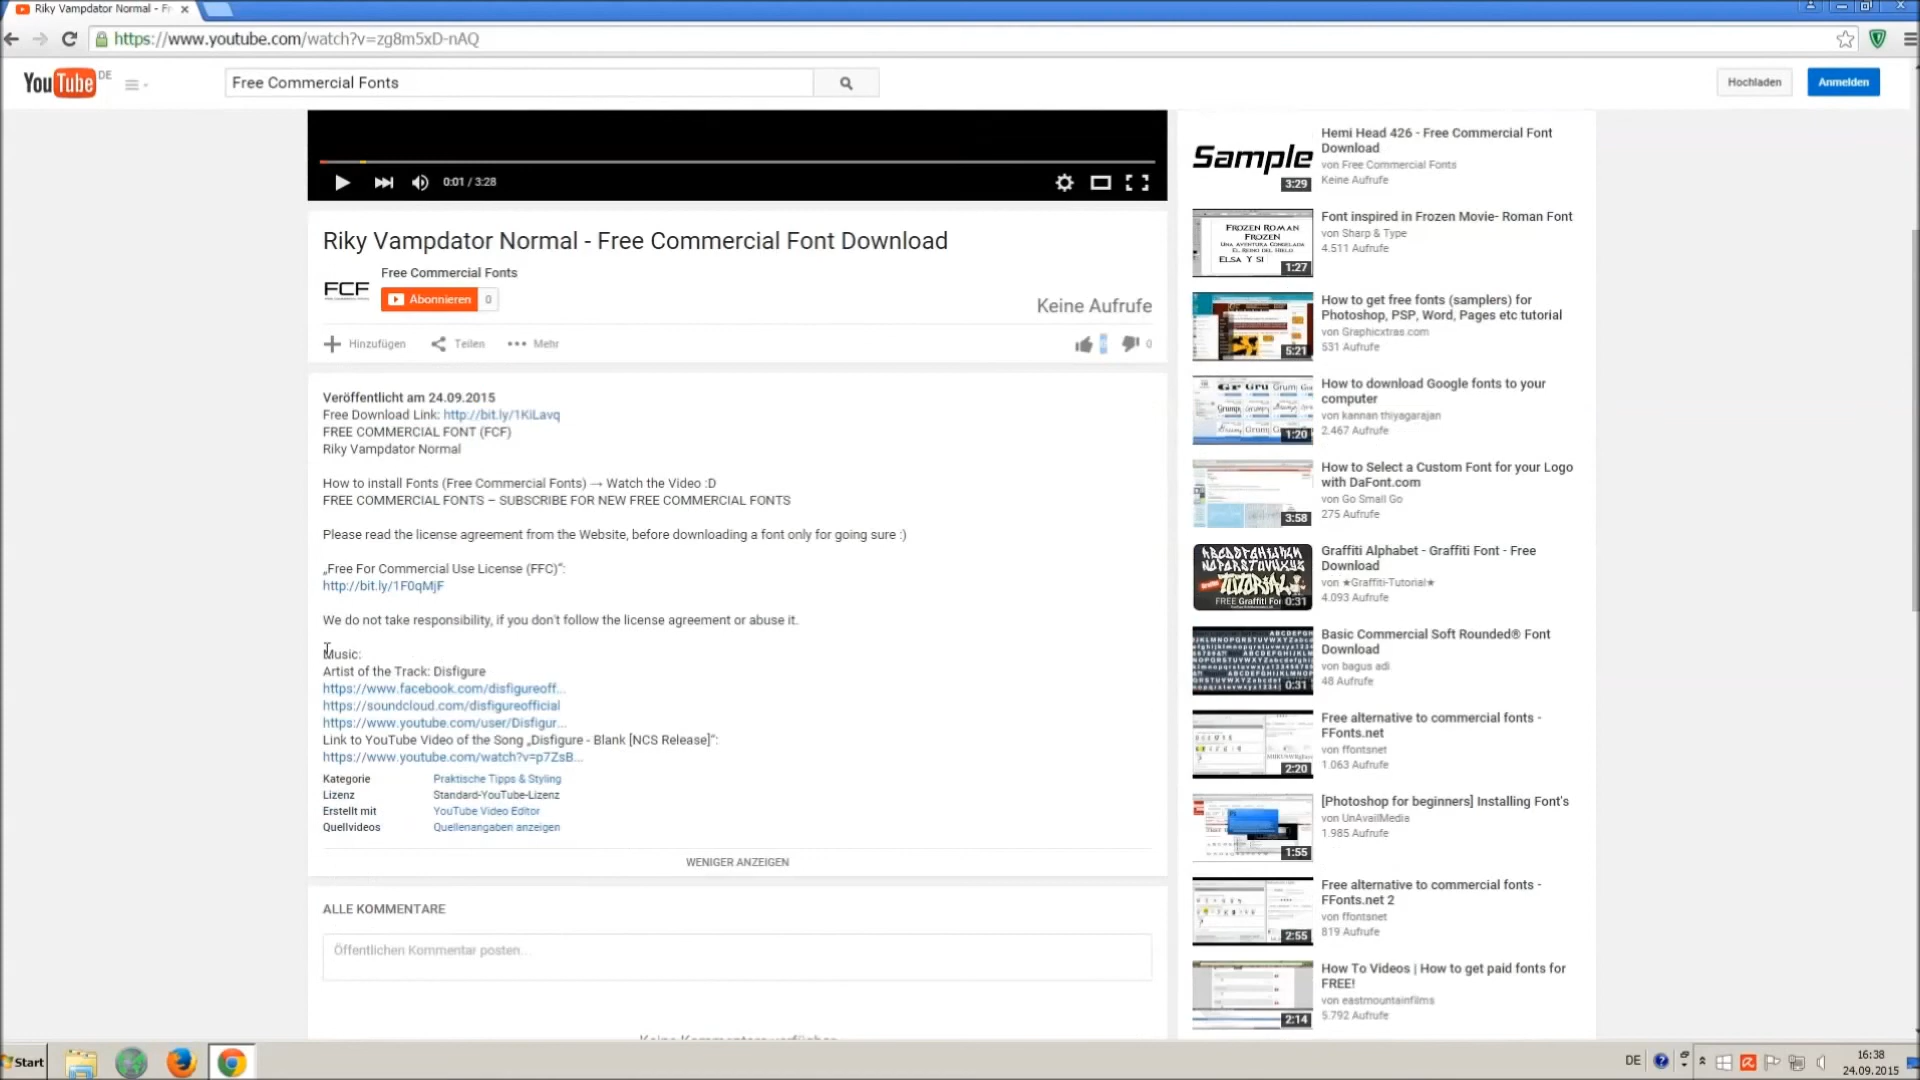 Riky Vampdator Normal - Fr
https://www.youtube.com/watch?v=zg8m5xD-nAQ
YouTube DE
Free Commercial Fonts
Hochladen
Anmelden
0:01 / 3:28
Riky Vampdator Normal - Free Commercial Font Download
FCF
Free Commercial Fonts
Abonnieren 0
Keine Aufrufe
Hinzufügen
Teilen
Mehr
0
Veröffentlicht am 24.09.2015
Free Download Link: http://bit.ly/1KiLavq
FREE COMMERCIAL FONT (FCF)
Riky Vampdator Normal
How to install Fonts (Free Commercial Fonts) → Watch the Video :D
FREE COMMERCIAL FONTS – SUBSCRIBE FOR NEW FREE COMMERCIAL FONTS
Please read the license agreement from the Website, before downloading a font only for going sure :)
„Free For Commercial Use License (FFC)“:
http://bit.ly/1F0qMjF
We do not take responsibility, if you don't follow the license agreement or abuse it.
Music:
Artist of the Track: Disfigure
https://www.facebook.com/disfigureoff...
https://soundcloud.com/disfigureofficial
https://www.youtube.com/user/Disfigur...
Link to YouTube Video of the Song „Disfigure - Blank [NCS Release]“:
https://www.youtube.com/watch?v=p7ZsB...
Kategorie Praktische Tipps & Styling
Lizenz Standard-YouTube-Lizenz
Erstellt mit YouTube Video Editor
Quellvideos Quellenangaben anzeigen
WENIGER ANZEIGEN
ALLE KOMMENTARE
Öffentlichen Kommentar posten...
Sample
3:29
Hemi Head 426 - Free Commercial Font
Download
von Free Commercial Fonts
Keine Aufrufe
FROZEN ROMAN
FROZEN
UNA AVENTURA CONGELADA
EL REINO DEL HIELO
ELSA Y SI
1:27
Font inspired in Frozen Movie- Roman Font
von Sharp & Type
4.511 Aufrufe
5:21
How to get free fonts (samplers) for
Photoshop, PSP, Word, Pages etc tutorial
von Graphicxtras.com
531 Aufrufe
1:20
How to download Google fonts to your
computer
von kannan thiyagarajan
2.467 Aufrufe
3:58
How to Select a Custom Font for your Logo
with DaFont.com
von Go Small Go
275 Aufrufe
TUTORIAL
FREE Graffiti Fon
0:31
Graffiti Alphabet - Graffiti Font - Free
Download
von ★Graffiti-Tutorial★
4.093 Aufrufe
0:31
Basic Commercial Soft Rounded® Font
Download
von bagus adi
48 Aufrufe
2:20
Free alternative to commercial fonts -
FFonts.net
von ffontsnet
1.063 Aufrufe
1:55
[Photoshop for beginners] Installing Font's
von UnAvailMedia
1.985 Aufrufe
2:55
Free alternative to commercial fonts -
FFonts.net 2
von ffontsnet
819 Aufrufe
2:14
How To Videos | How to get paid fonts for
FREE!
von eastmountainfilms
5.792 Aufrufe
Start
DE
16:38
24.09.2015